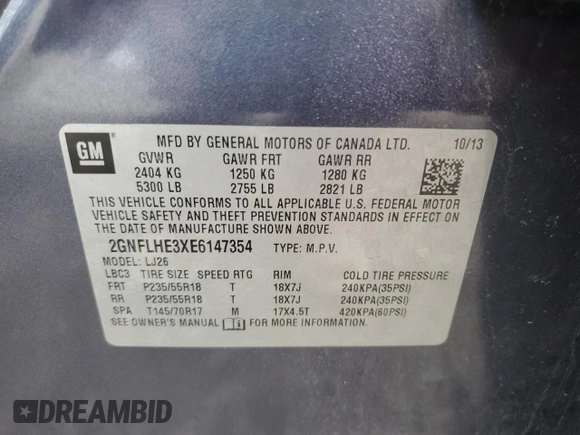 GM
MFD BY GENERAL MOTORS OF CANADA LTD. 10/13
GVWR GAWR FRT GAWR RR
2404 KG 1250 KG 1280 KG
5300 LB 2755 LB 2821 LB
THIS VEHICLE CONFORMS TO ALL APPLICABLE U.S. FEDERAL MOTOR
VEHICLE SAFETY AND THEFT PREVENTION STANDARDS IN EFFECT ON
THE DATE OF MANUFACTURE SHOWN ABOVE.
2GNFLHE3XE6147354 TYPE: M.P.V.
MODEL: LJ26
LBC3 TIRE SIZE SPEED RTG RIM COLD TIRE PRESSURE
FRT P235/55R18 T 18X7J 240KPA(35PSI)
RR P235/55R18 T 18X7J 240KPA(35PSI)
SPA T145/70R17 M 17X4.5T 420KPA(60PSI)
SEE OWNER'S MANUAL FOR MORE INFORMATION.
DREAMBID